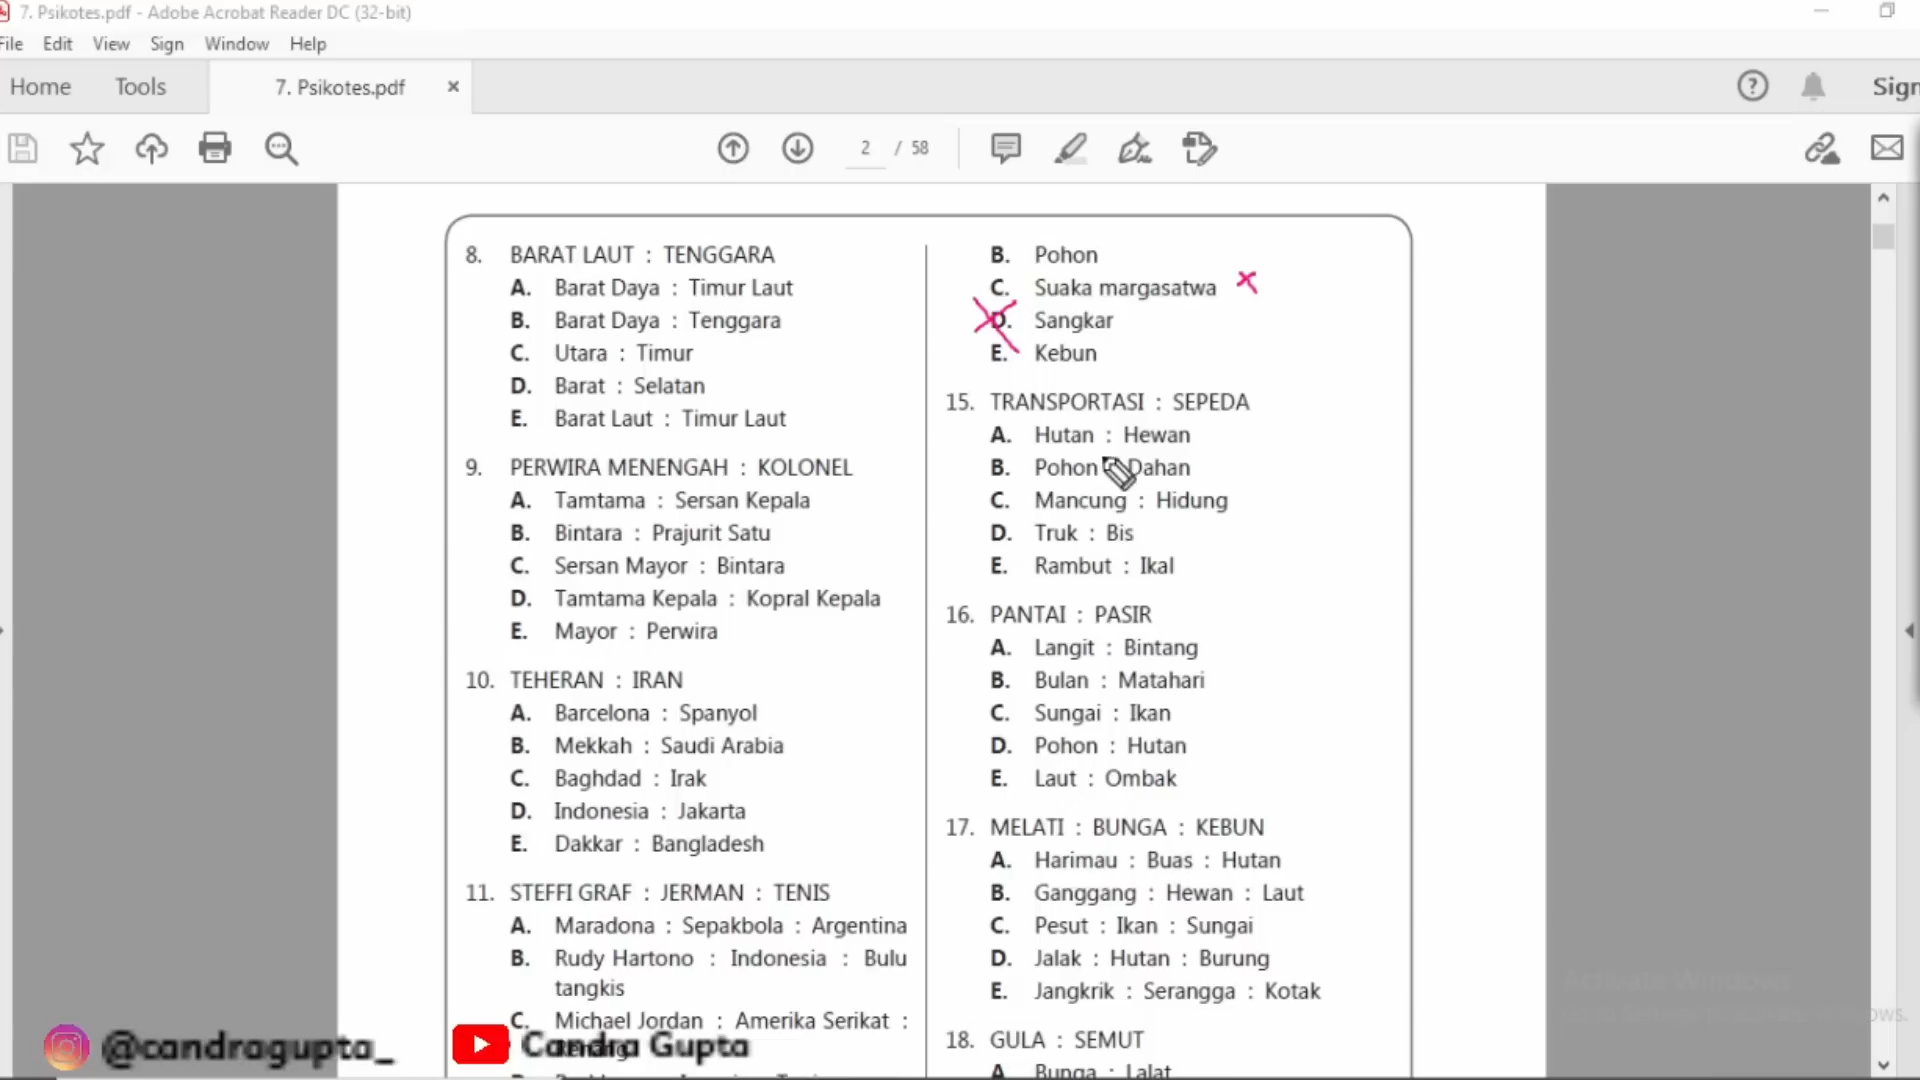 7. Psikotes.pdf - Adobe Acrobat Reader DC (32-bit)
File Edit View Sign Window Help
Home Tools 7. Psikotes.pdf × Sign
2 / 58
8. BARAT LAUT : TENGGARA
A. Barat Daya : Timur Laut
B. Barat Daya : Tenggara
C. Utara : Timur
D. Barat : Selatan
E. Barat Laut : Timur Laut
9. PERWIRA MENENGAH : KOLONEL
A. Tamtama : Sersan Kepala
B. Bintara : Prajurit Satu
C. Sersan Mayor : Bintara
D. Tamtama Kepala : Kopral Kepala
E. Mayor : Perwira
10. TEHERAN : IRAN
A. Barcelona : Spanyol
B. Mekkah : Saudi Arabia
C. Baghdad : Irak
D. Indonesia : Jakarta
E. Dakkar : Bangladesh
11. STEFFI GRAF : JERMAN : TENIS
A. Maradona : Sepakbola : Argentina
B. Rudy Hartono : Indonesia : Bulu
tangkis
C. Michael Jordan : Amerika Serikat :
B. Pohon
C. Suaka margasatwa
D. Sangkar
E. Kebun
15. TRANSPORTASI : SEPEDA
A. Hutan : Hewan
B. Pohon Dahan
C. Mancung : Hidung
D. Truk : Bis
E. Rambut : Ikal
16. PANTAI : PASIR
A. Langit : Bintang
B. Bulan : Matahari
C. Sungai : Ikan
D. Pohon : Hutan
E. Laut : Ombak
17. MELATI : BUNGA : KEBUN
A. Harimau : Buas : Hutan
B. Ganggang : Hewan : Laut
C. Pesut : Ikan : Sungai
D. Jalak : Hutan : Burung
E. Jangkrik : Serangga : Kotak
18. GULA : SEMUT
A. Bunga : Lalat
Activate Windows
@candragupta_
Candra Gupta